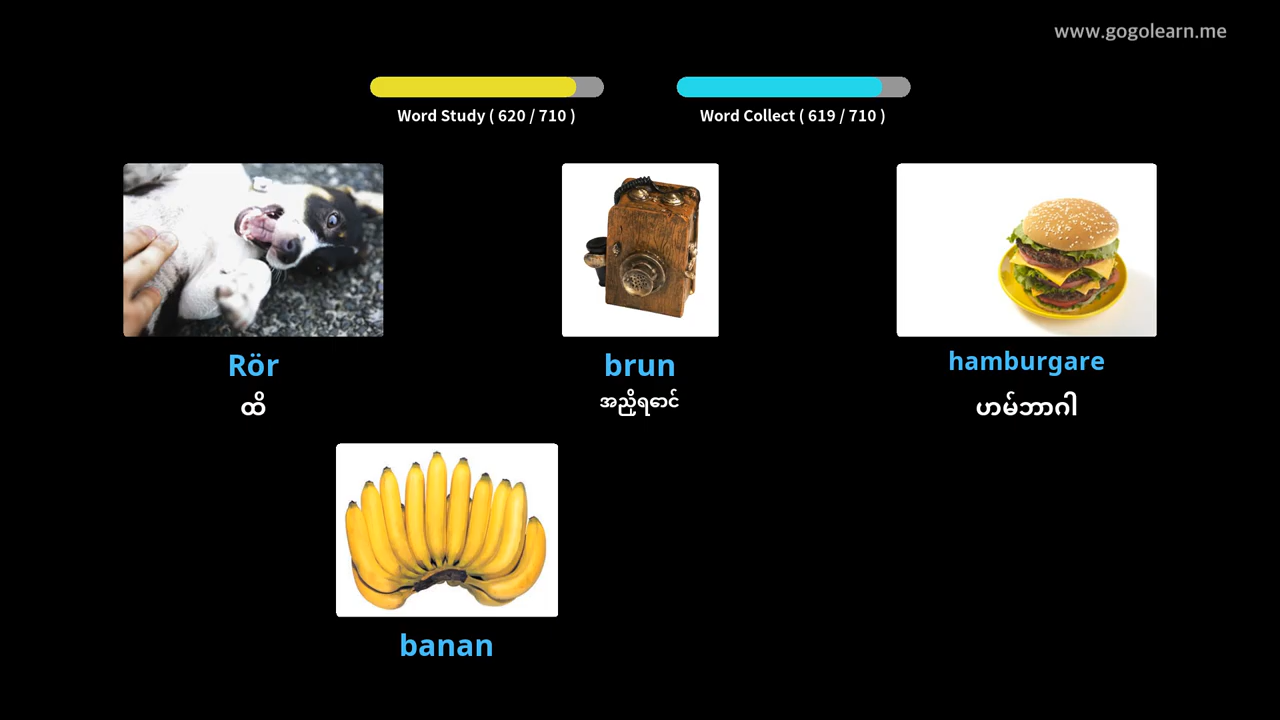 www.gogolearn.me
Word Study ( 620 / 710 )
Word Collect ( 619 / 710 )
Rör
brun
hamburgare
ထိ
အညိုရောင်
ဟမ်ဘာဂါ
banan